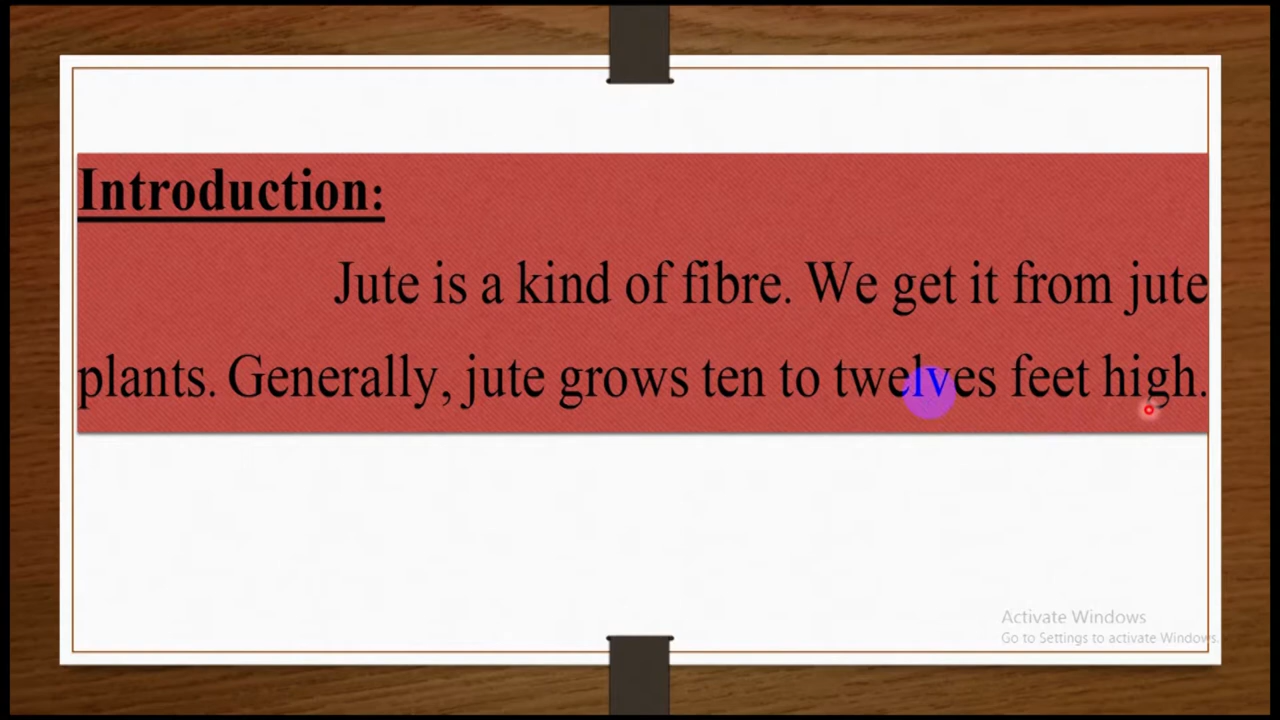 Introduction:
Jute is a kind of fibre. We get it from jute
plants. Generally, jute grows ten to twelves feet high.
Activate Windows
Go to Settings to activate Windows.